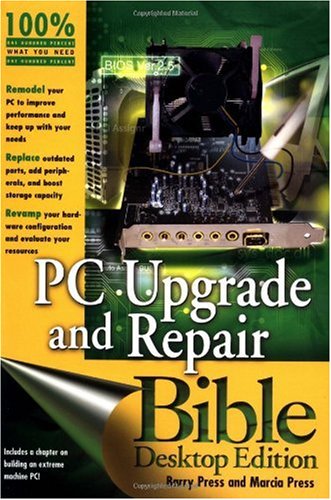 100%
ONE HUNDRED PERCENT
WHAT YOU NEED
ONE HUNDRED PERCENT
Remodel your
PC to improve
performance and
keep up with your
needs
Replace outdated
parts, add periph-
erals, and boost
storage capacity
Revamp your hard-
ware configuration
and evaluate your
resources
BIOS Ver 2.5
PC Upgrade
and Repair
Bible
Desktop Edition
Includes a chapter on
building an extreme
machine PC!
Barry Press and Marcia Press